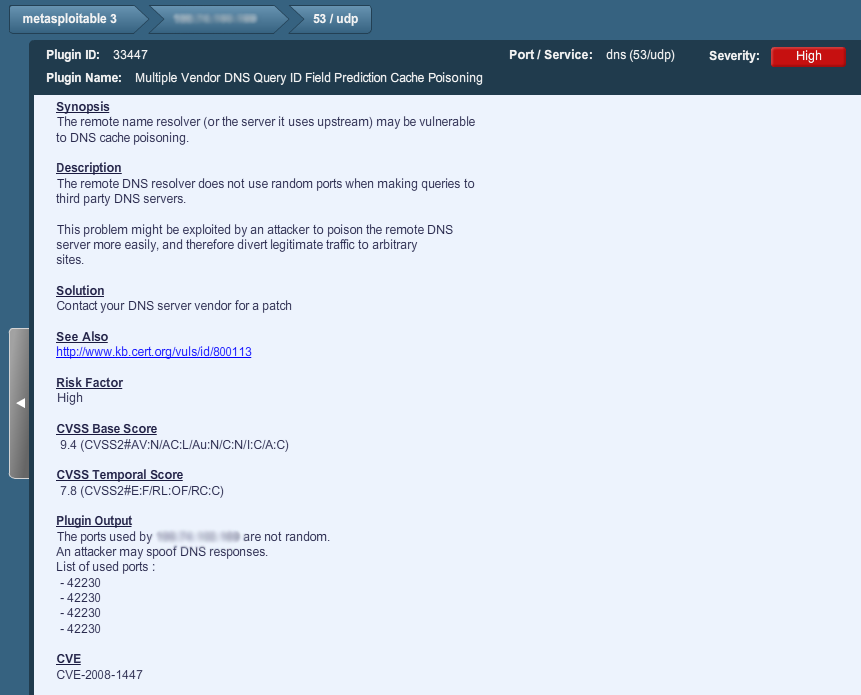 metasploitable 3
53 / udp
Plugin ID: 33447 Port / Service: dns (53/udp) Severity: High
Plugin Name: Multiple Vendor DNS Query ID Field Prediction Cache Poisoning
Synopsis
The remote name resolver (or the server it uses upstream) may be vulnerable
to DNS cache poisoning.
Description
The remote DNS resolver does not use random ports when making queries to
third party DNS servers.
This problem might be exploited by an attacker to poison the remote DNS
server more easily, and therefore divert legitimate traffic to arbitrary
sites.
Solution
Contact your DNS server vendor for a patch
See Also
http://www.kb.cert.org/vuls/id/800113
Risk Factor
High
CVSS Base Score
9.4 (CVSS2#AV:N/AC:L/Au:N/C:N/I:C/A:C)
CVSS Temporal Score
7.8 (CVSS2#E:F/RL:OF/RC:C)
Plugin Output
The ports used by are not random.
An attacker may spoof DNS responses.
List of used ports :
- 42230
- 42230
- 42230
- 42230
CVE
CVE-2008-1447